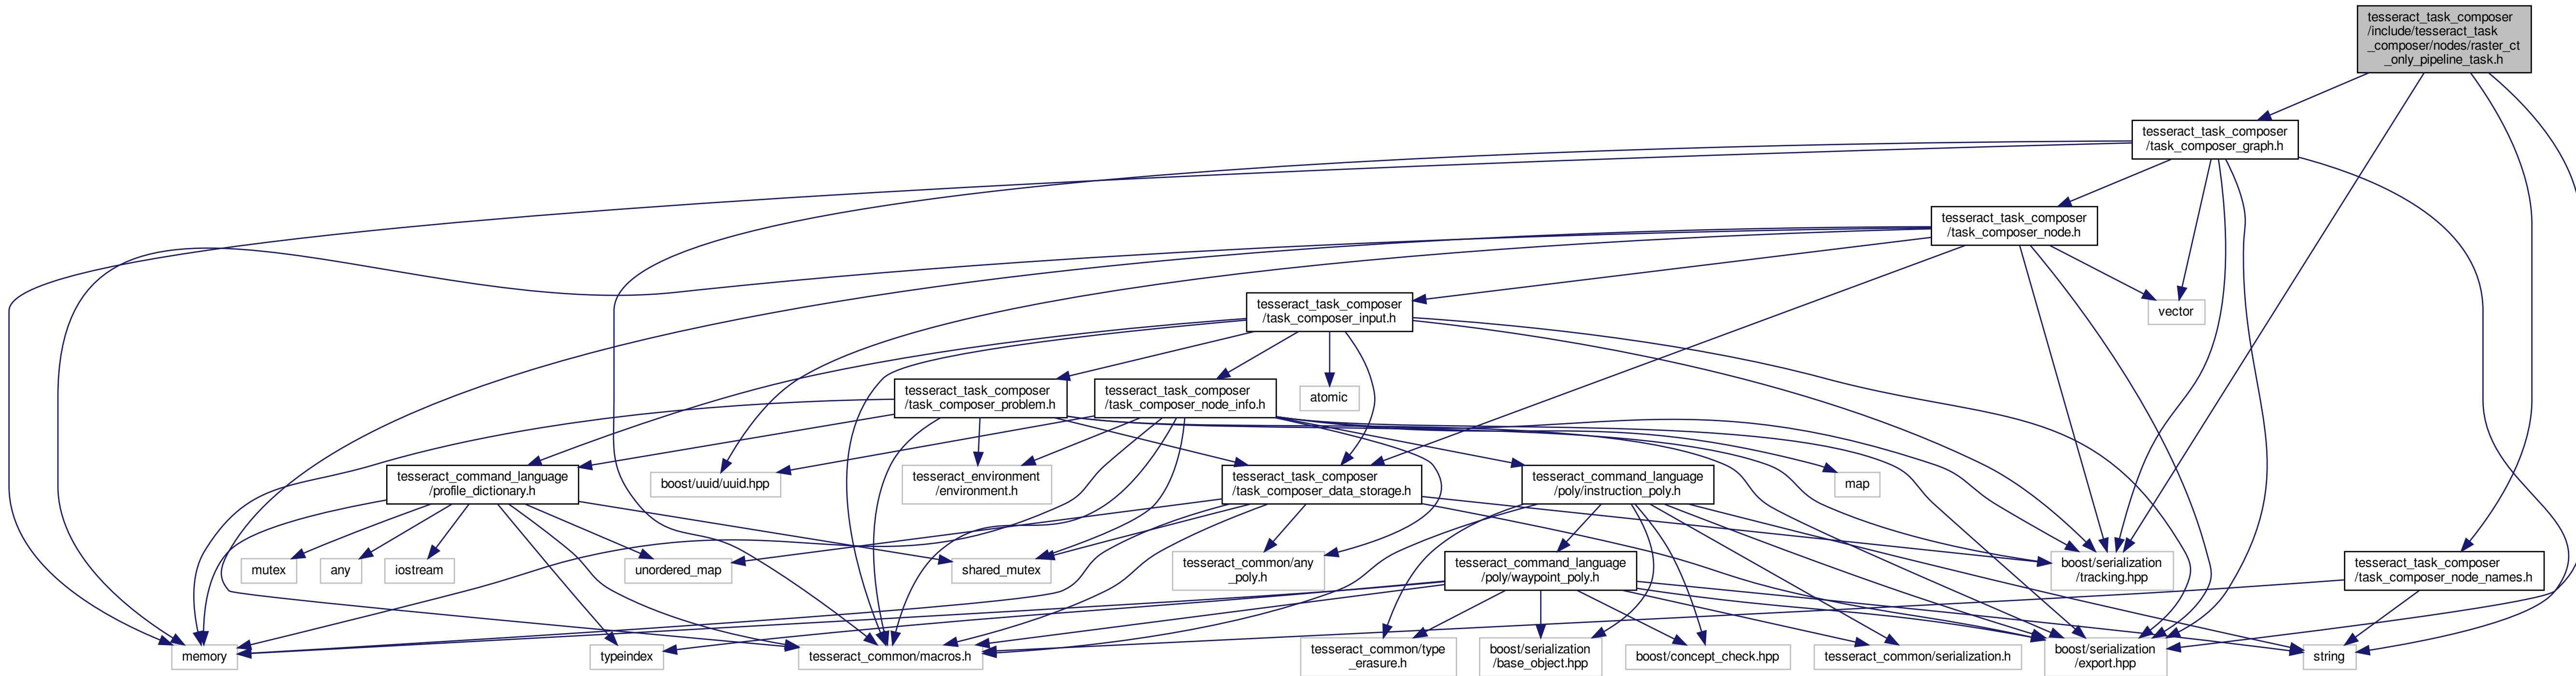 tesseract_task_composer
/include/tesseract_task
_composer/nodes/raster_ct
_only_pipeline_task.h
tesseract_task_composer
/task_composer_graph.h
tesseract_task_composer
/task_composer_node.h
tesseract_task_composer
/task_composer_input.h
vector
tesseract_task_composer
/task_composer_problem.h
tesseract_task_composer
/task_composer_node_info.h
atomic
tesseract_command_language
/profile_dictionary.h
boost/uuid/uuid.hpp
tesseract_environment
/environment.h
tesseract_task_composer
/task_composer_data_storage.h
tesseract_command_language
/poly/instruction_poly.h
map
mutex
any
iostream
unordered_map
shared_mutex
tesseract_common/any
_poly.h
tesseract_command_language
/poly/waypoint_poly.h
boost/serialization
/tracking.hpp
tesseract_task_composer
/task_composer_node_names.h
memory
typeindex
tesseract_common/macros.h
tesseract_common/type
_erasure.h
boost/serialization
/base_object.hpp
boost/concept_check.hpp
tesseract_common/serialization.h
boost/serialization
/export.hpp
string